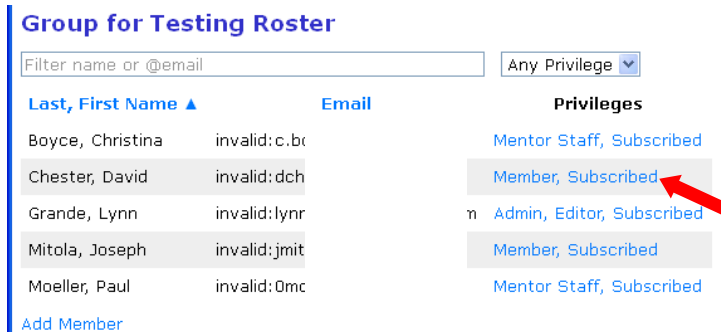 Group for Testing Roster
Filter name or @email Any Privilege
Last, First Name ▲ Email Privileges
Boyce, Christina invalid:c.bo Mentor Staff, Subscribed
Chester, David invalid:dch Member, Subscribed
Grande, Lynn invalid:lynn m Admin, Editor, Subscribed
Mitola, Joseph invalid:jmit Member, Subscribed
Moeller, Paul invalid:0mo Mentor Staff, Subscribed
Add Member